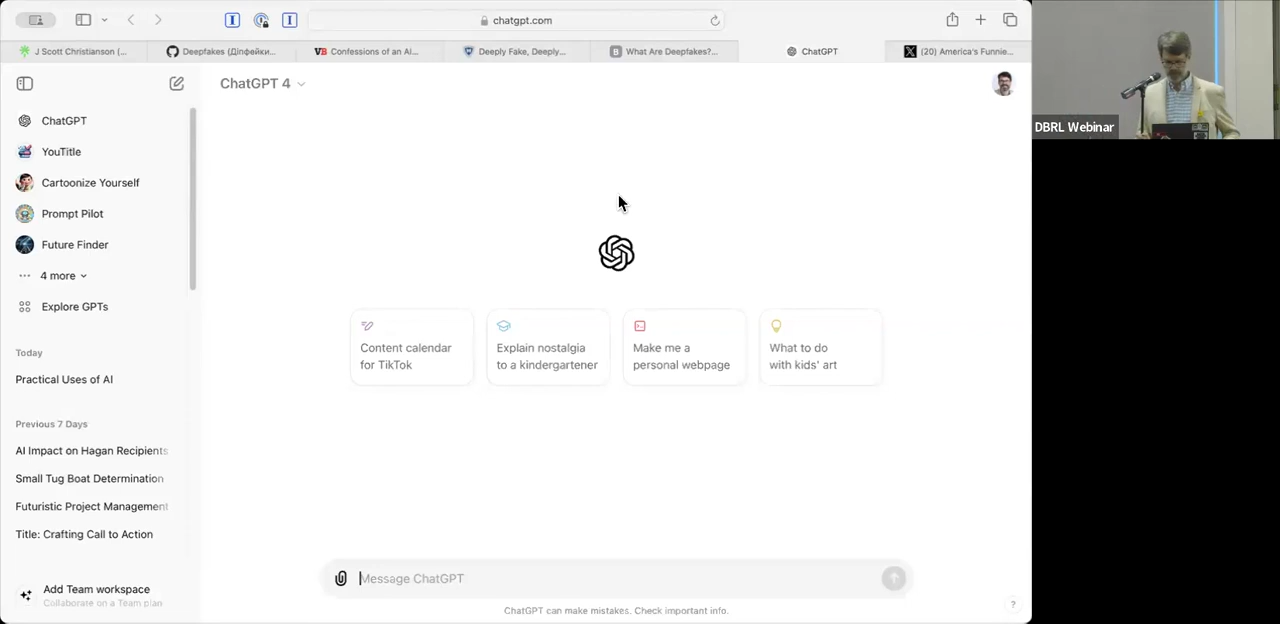 chatgpt.com
J Scott Christianson (...
Deepfakes (Діпфейки...
VB Confessions of an AI...
Deeply Fake, Deeply...
B What Are Deepfakes?...
ChatGPT
X (20) America's Funnie...
ChatGPT 4
ChatGPT
YouTitle
Cartoonize Yourself
Prompt Pilot
Future Finder
4 more
Explore GPTs
Today
Practical Uses of AI
Previous 7 Days
AI Impact on Hagan Recipients
Small Tug Boat Determination
Futuristic Project Management
Title: Crafting Call to Action
Add Team workspace
Collaborate on a Team plan
Content calendar
for TikTok
Explain nostalgia
to a kindergartener
Make me a
personal webpage
What to do
with kids' art
Message ChatGPT
ChatGPT can make mistakes. Check important info.
?
DBRL Webinar